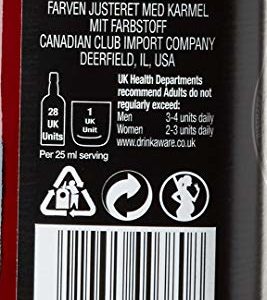 FARVEN JUSTERET MED KARMEL
MIT FARBSTOFF
CANADIAN CLUB IMPORT COMPANY
DEERFIELD, IL, USA
UK Health Departments
recommend Adults do not
regularly exceed:
Men 3-4 units daily
Women 2-3 units daily
www.drinkaware.co.uk
28
UK
Units
1
UK
Unit
Per 25 ml serving